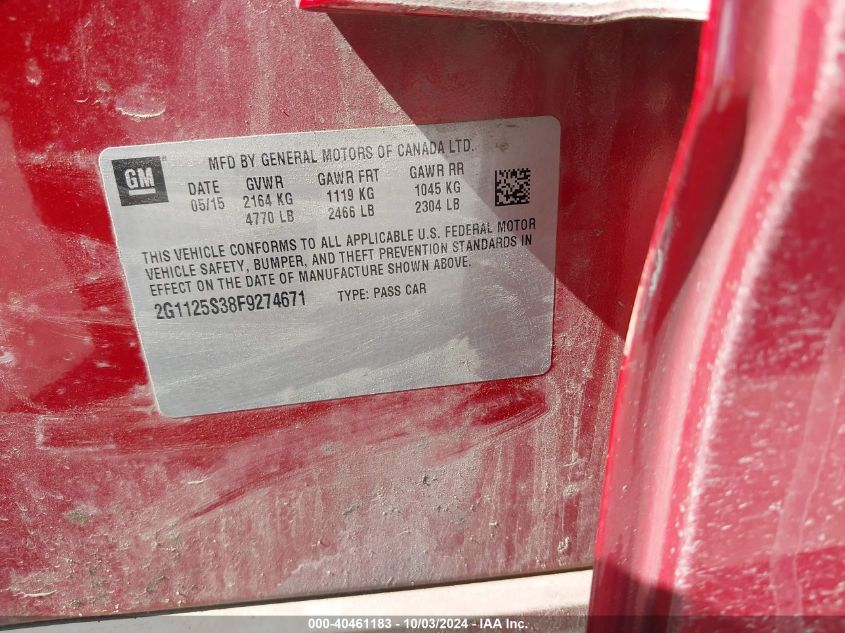 MFD BY GENERAL MOTORS OF CANADA LTD.
GM
DATE GVWR GAWR FRT GAWR RR
05/15 2164 KG 1119 KG 1045 KG
4770 LB 2466 LB 2304 LB
THIS VEHICLE CONFORMS TO ALL APPLICABLE U.S. FEDERAL MOTOR
VEHICLE SAFETY, BUMPER, AND THEFT PREVENTION STANDARDS IN
EFFECT ON THE DATE OF MANUFACTURE SHOWN ABOVE.
2G1125S38F9274671 TYPE: PASS CAR
000-40461183 - 10/03/2024 - IAA Inc.